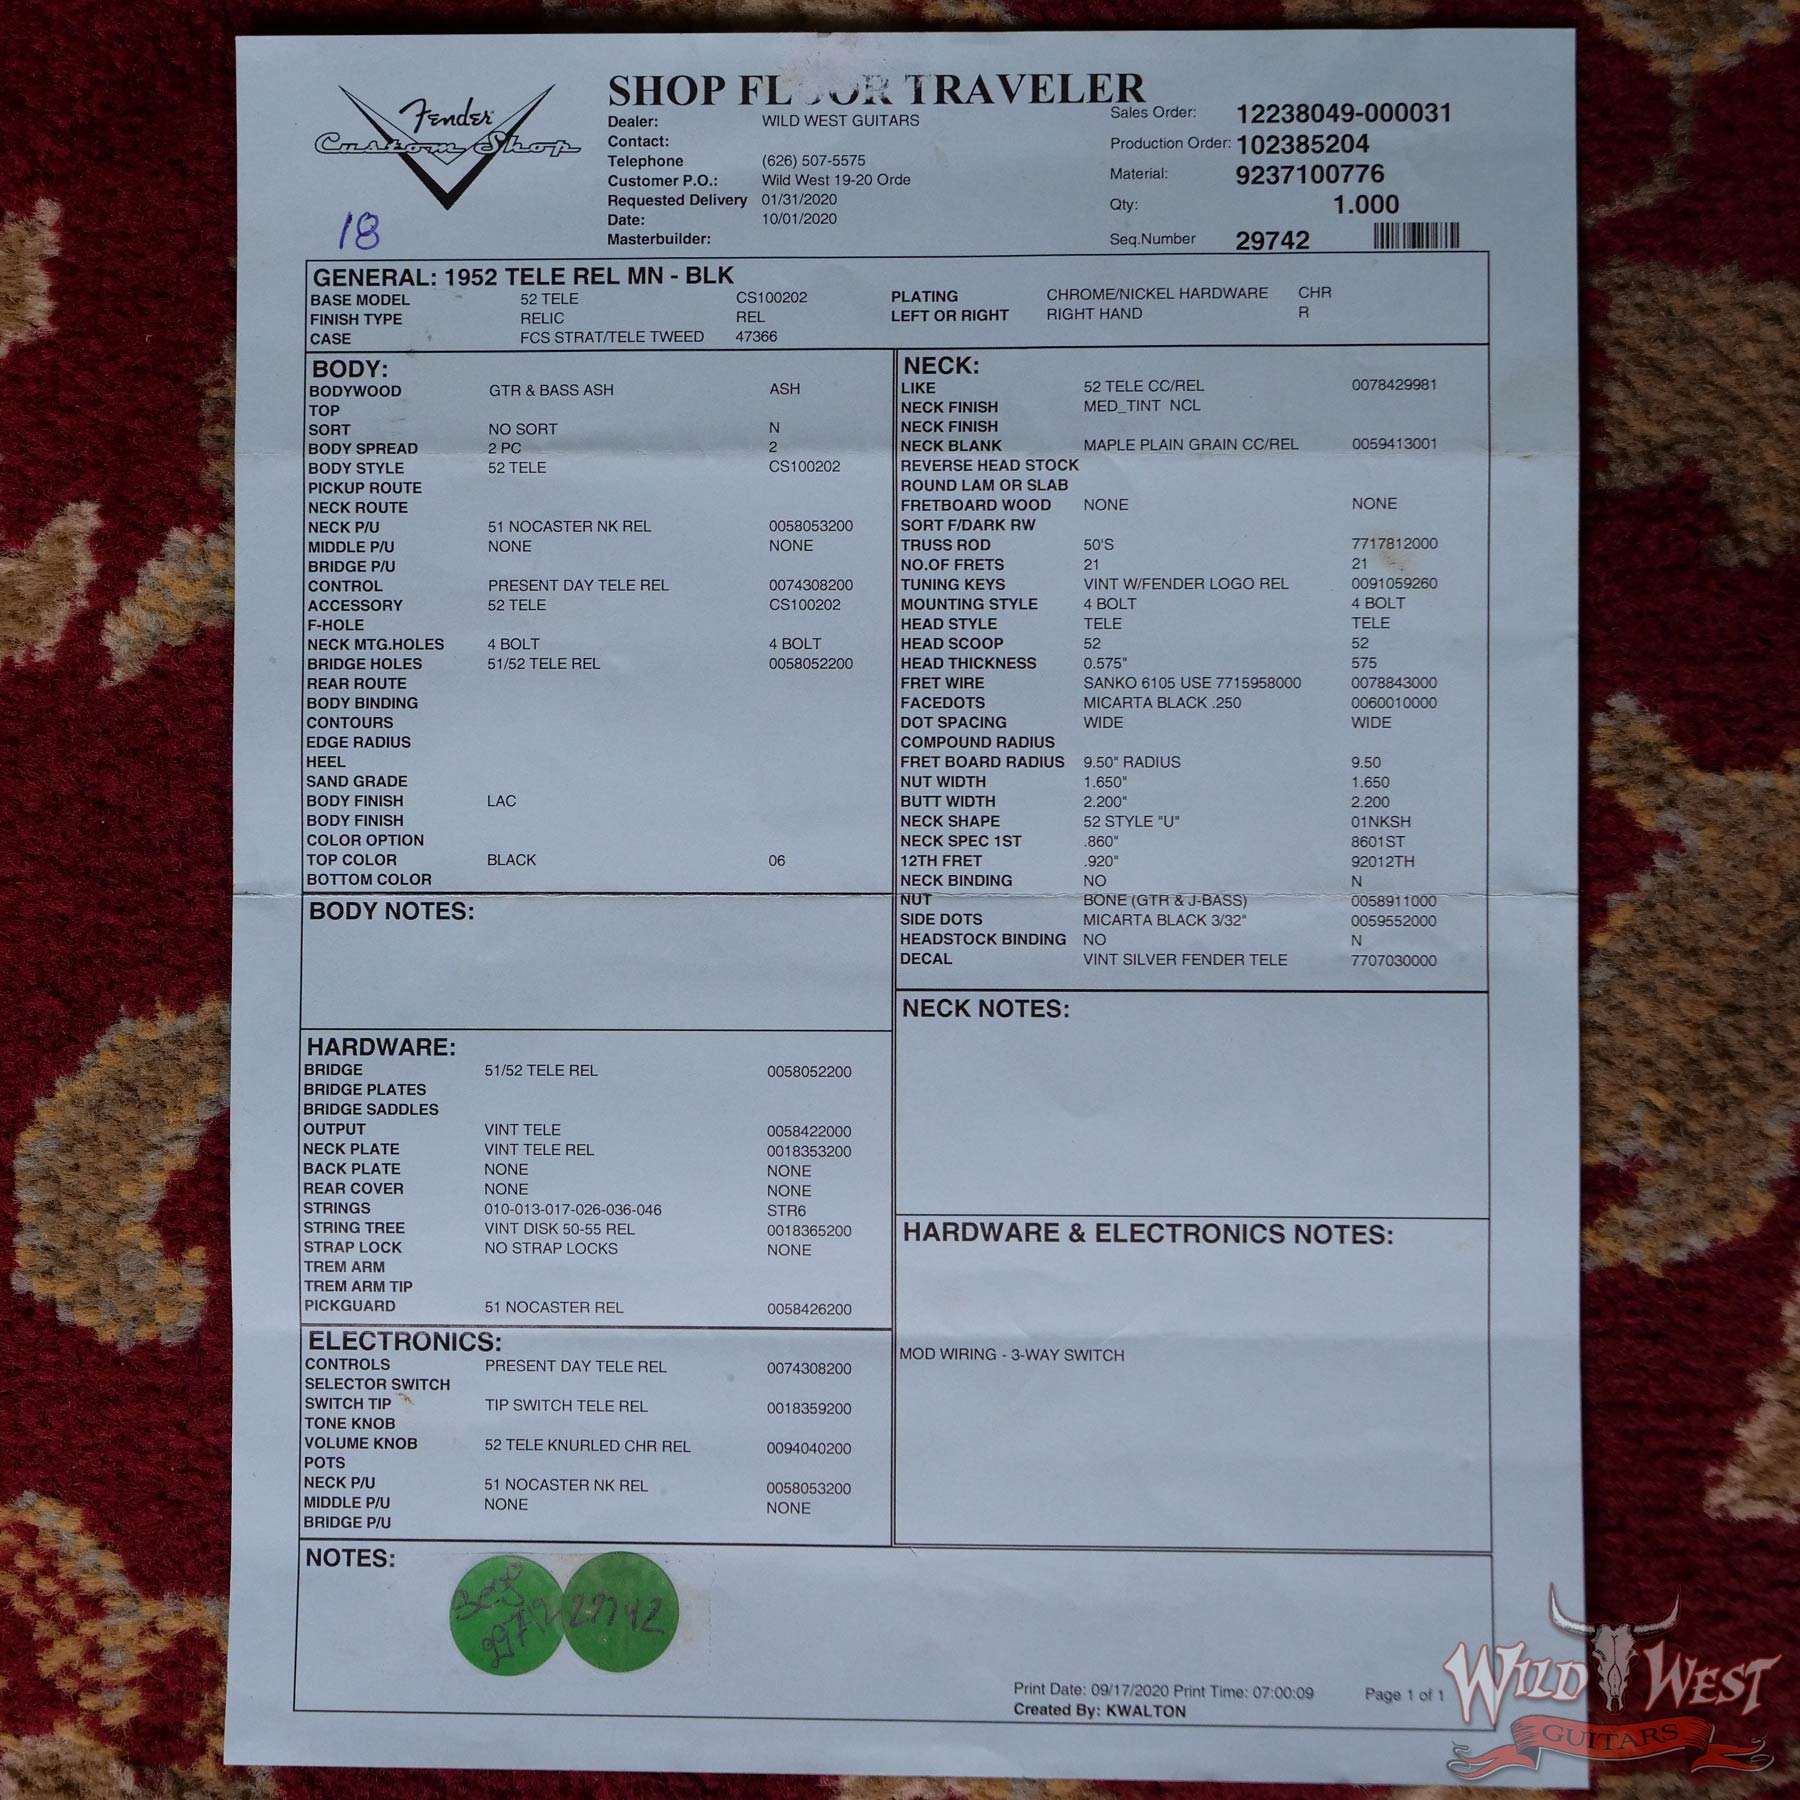 Fender
Custom Shop
18
SHOP FLOOR TRAVELER
Dealer: WILD WEST GUITARS
Contact:
Telephone (626) 507-5575
Customer P.O.: Wild West 19-20 Orde
Requested Delivery 01/31/2020
Date: 10/01/2020
Masterbuilder:
Sales Order: 12238049-000031
Production Order: 102385204
Material: 9237100776
Qty: 1.000
Seq.Number 29742
GENERAL: 1952 TELE REL MN - BLK
BASE MODEL 52 TELE CS100202
FINISH TYPE RELIC REL
CASE FCS STRAT/TELE TWEED 47366
PLATING CHROME/NICKEL HARDWARE CHR
LEFT OR RIGHT RIGHT HAND R
BODY:
BODYWOOD GTR & BASS ASH ASH
TOP
SORT NO SORT N
BODY SPREAD 2 PC 2
BODY STYLE 52 TELE CS100202
PICKUP ROUTE
NECK ROUTE
NECK P/U 51 NOCASTER NK REL 0058053200
MIDDLE P/U NONE NONE
BRIDGE P/U
CONTROL PRESENT DAY TELE REL 0074308200
ACCESSORY 52 TELE CS100202
F-HOLE
NECK MTG.HOLES 4 BOLT 4 BOLT
BRIDGE HOLES 51/52 TELE REL 0058052200
REAR ROUTE
BODY BINDING
CONTOURS
EDGE RADIUS
HEEL
SAND GRADE
BODY FINISH LAC
BODY FINISH
COLOR OPTION
TOP COLOR BLACK 06
BOTTOM COLOR
BODY NOTES:
HARDWARE:
BRIDGE 51/52 TELE REL 0058052200
BRIDGE PLATES
BRIDGE SADDLES
OUTPUT VINT TELE 0058422000
NECK PLATE VINT TELE REL 0018353200
BACK PLATE NONE NONE
REAR COVER NONE NONE
STRINGS 010-013-017-026-036-046 STR6
STRING TREE VINT DISK 50-55 REL 0018365200
STRAP LOCK NO STRAP LOCKS NONE
TREM ARM
TREM ARM TIP
PICKGUARD 51 NOCASTER REL 0058426200
ELECTRONICS:
CONTROLS PRESENT DAY TELE REL 0074308200
SELECTOR SWITCH
SWITCH TIP TIP SWITCH TELE REL 0018359200
TONE KNOB
VOLUME KNOB 52 TELE KNURLED CHR REL 0094040200
POTS
NECK P/U 51 NOCASTER NK REL 0058053200
MIDDLE P/U NONE NONE
BRIDGE P/U
NECK:
LIKE 52 TELE CC/REL 0078429981
NECK FINISH MED_TINT NCL
NECK FINISH
NECK BLANK MAPLE PLAIN GRAIN CC/REL 0059413001
REVERSE HEAD STOCK
ROUND LAM OR SLAB
FRETBOARD WOOD NONE NONE
SORT F/DARK RW
TRUSS ROD 50'S 7717812000
NO.OF FRETS 21 21
TUNING KEYS VINT W/FENDER LOGO REL 0091059260
MOUNTING STYLE 4 BOLT 4 BOLT
HEAD STYLE TELE TELE
HEAD SCOOP 52 52
HEAD THICKNESS 0.575" 575
FRET WIRE SANKO 6105 USE 7715958000 0078843000
FACEDOTS MICARTA BLACK .250 0060010000
DOT SPACING WIDE WIDE
COMPOUND RADIUS
FRET BOARD RADIUS 9.50" RADIUS 9.50
NUT WIDTH 1.650" 1.650
BUTT WIDTH 2.200" 2.200
NECK SHAPE 52 STYLE "U" 01NKSH
NECK SPEC 1ST .860" 8601ST
12TH FRET .920" 92012TH
NECK BINDING NO N
NUT BONE (GTR & J-BASS) 0058911000
SIDE DOTS MICARTA BLACK 3/32" 0059552000
HEADSTOCK BINDING NO N
DECAL VINT SILVER FENDER TELE 7707030000
NECK NOTES:
HARDWARE & ELECTRONICS NOTES:
MOD WIRING - 3-WAY SWITCH
NOTES:
29742
Print Date: 09/17/2020 Print Time: 07:00:09 Page 1 of 1
Created By: KWALTON
WILD WEST
GUITARS